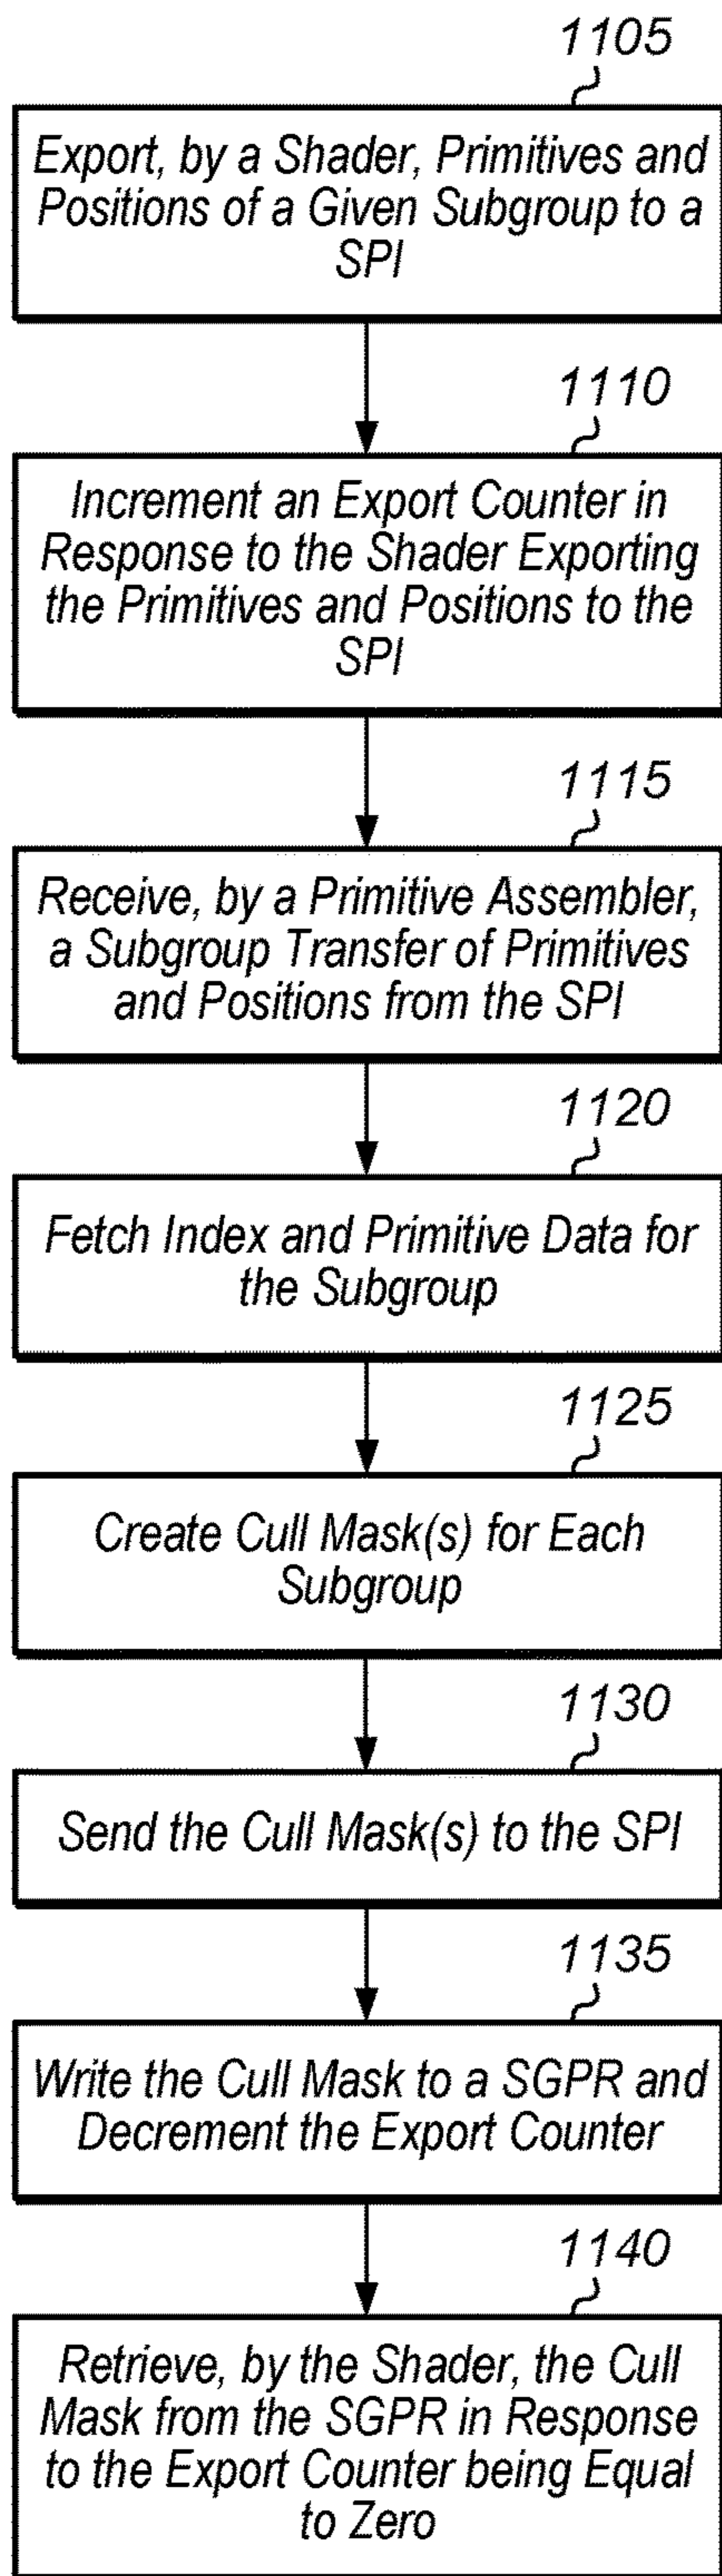 1105
Export, by a Shader, Primitives and
Positions of a Given Subgroup to a
SPI
1110
Increment an Export Counter in
Response to the Shader Exporting
the Primitives and Positions to the
SPI
1115
Receive, by a Primitive Assembler,
a Subgroup Transfer of Primitives
and Positions from the SPI
1120
Fetch Index and Primitive Data for
the Subgroup
1125
Create Cull Mask(s) for Each
Subgroup
1130
Send the Cull Mask(s) to the SPI
1135
Write the Cull Mask to a SGPR and
Decrement the Export Counter
1140
Retrieve, by the Shader, the Cull
Mask from the SGPR in Response
to the Export Counter being Equal
to Zero